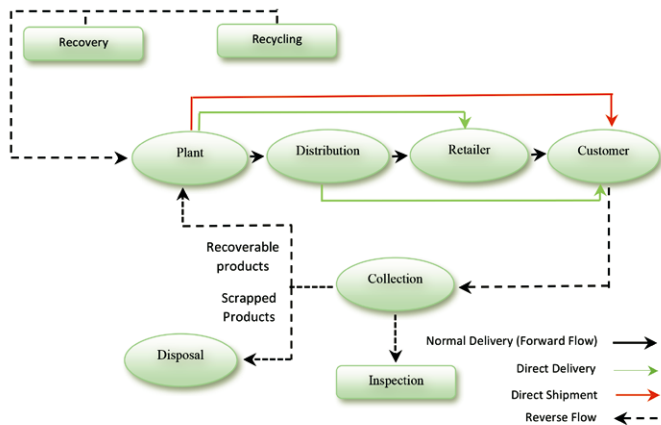 Recovery
Recycling
Plant
Distribution
Retailer
Customer
Recoverable
products
Collection
Scrapped
Products
Disposal
Inspection
Normal Delivery (Forward Flow)
Direct Delivery
Direct Shipment
Reverse Flow